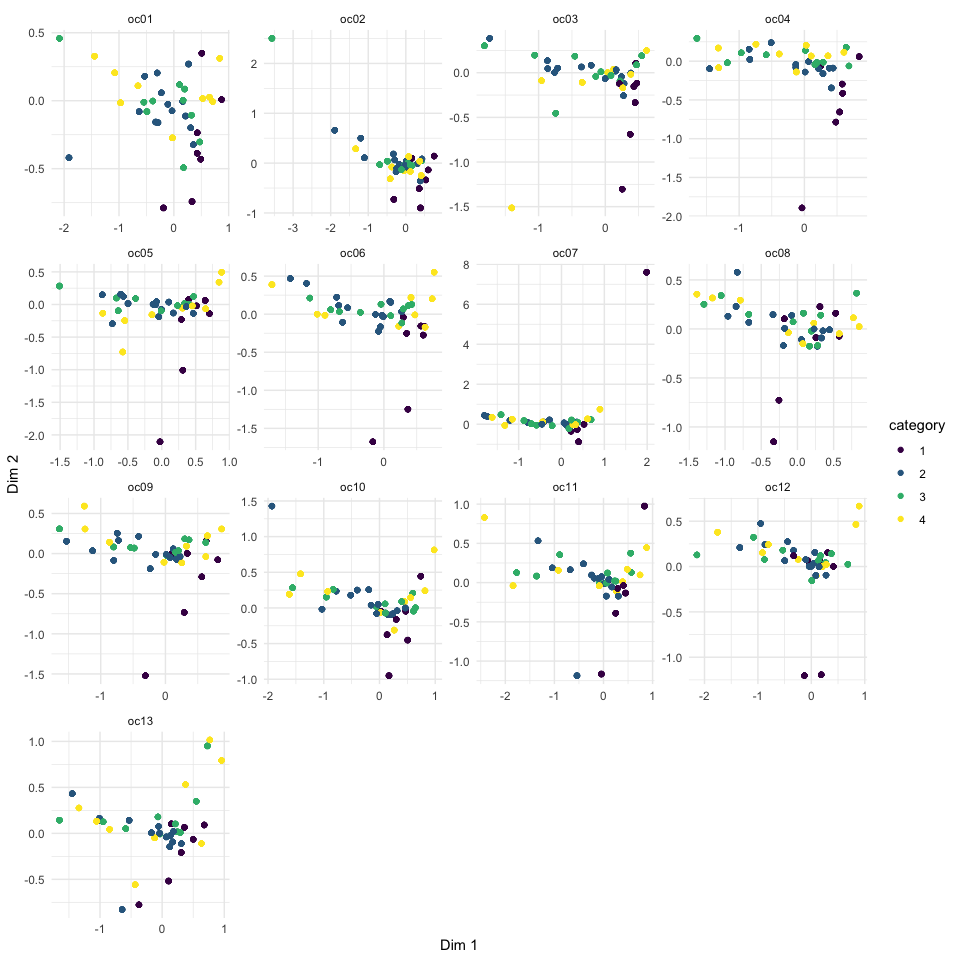 oc01 oc02 oc03 oc04
0.5 0.0 -0.5
-2 -1 0 1
2 1 0 -1
-3 -2 -1 0
0.0 -0.5 -1.0 -1.5
-1 0
0.0 -0.5 -1.0 -1.5 -2.0
-1 0
oc05 oc06 oc07 oc08
0.5 0.0 -0.5 -1.0 -1.5 -2.0
-1.5 -1.0 -0.5 0.0 0.5 1.0
0.5 0.0 -0.5 -1.0 -1.5
-1 0
8 6 4 2 0
-1 0 1 2
0.5 0.0 -0.5 -1.0
-1.5 -1.0 -0.5 0.0 0.5
oc09 oc10 oc11 oc12
0.5 0.0 -0.5 -1.0 -1.5
-1 0
1.5 1.0 0.5 0.0 -0.5 -1.0
-2 -1 0 1
1.0 0.5 0.0 -0.5 -1.0
-2 -1 0 1
0.5 0.0 -0.5 -1.0
-2 -1 0 1
oc13
1.0 0.5 0.0 -0.5
-1 0 1
Dim 2
Dim 1
category
1
2
3
4